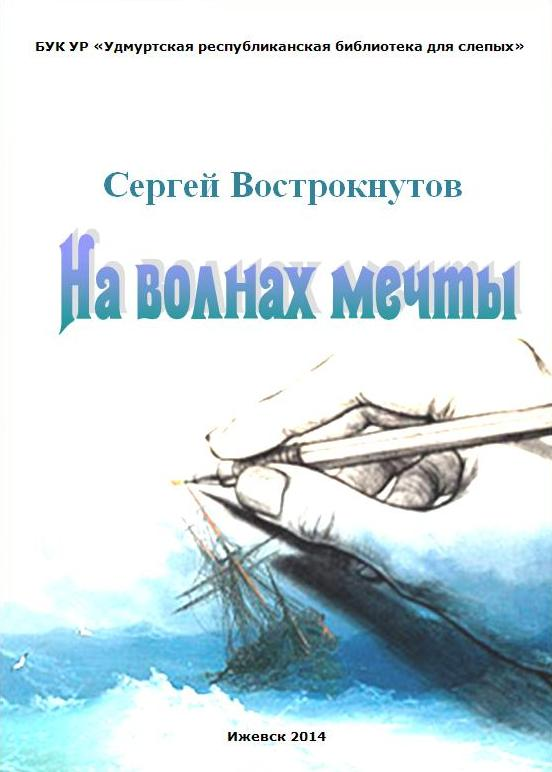 БУК УР «Удмуртская республиканская библиотека для слепых»
Сергей Вострокнутов
На волнах мечты
Ижевск 2014